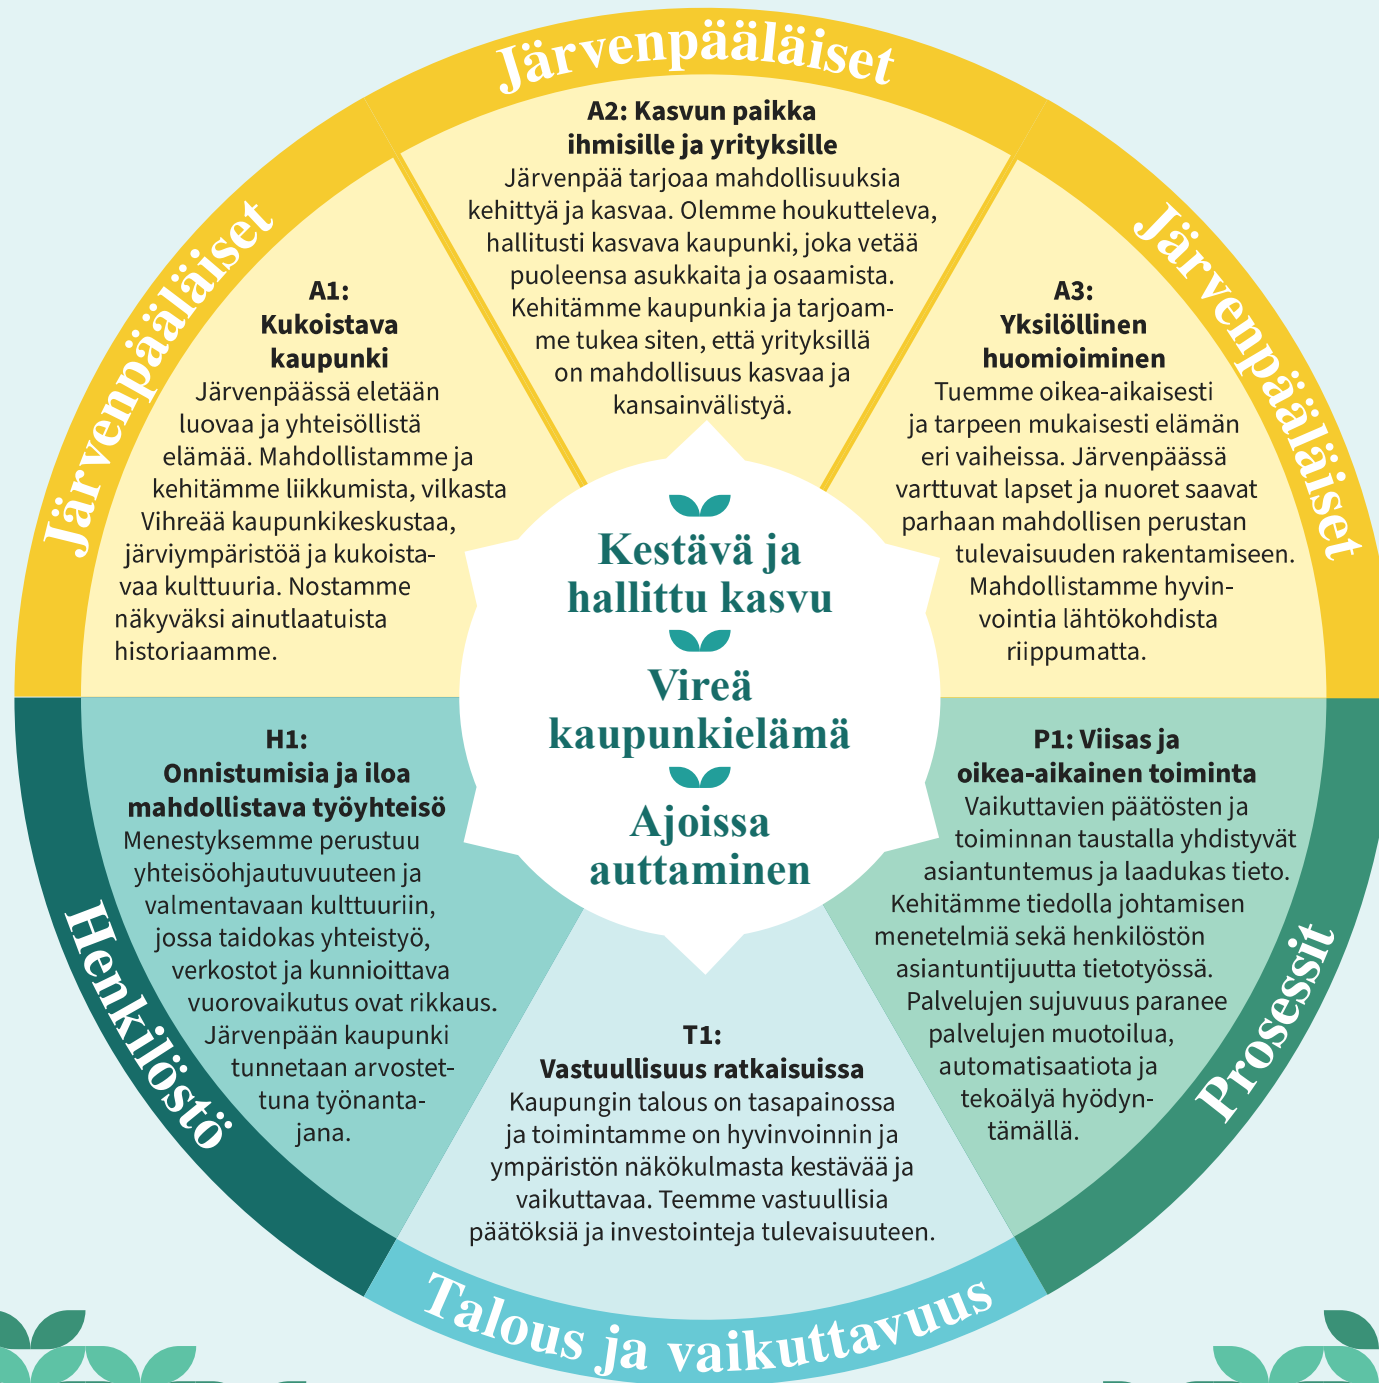 Järvenpääläiset
A2: Kasvun paikka
ihmisille ja yrityksille
Järvenpää tarjoaa mahdollisuuksia
kehittyä ja kasvaa. Olemme houkutteleva,
hallitusti kasvava kaupunki, joka vetää
puoleensa asukkaita ja osaamista.
Kehitämme kaupunkia ja tarjoam-
me tukea siten, että yrityksillä
on mahdollisuus kasvaa ja
kansainvälistyä.
Järvenpääläiset
A1:
Kukoistava
kaupunki
Järvenpäässä eletään
luovaa ja yhteisöllistä
elämää. Mahdollistamme ja
kehitämme liikkumista, vilkasta
Vihreää kaupunkikeskustaa,
järviympäristöä ja kukoista-
vaa kulttuuria. Nostamme
näkyväksi ainutlaatuista
historiaamme.
Järvenpääläiset
A3:
Yksilöllinen
huomioiminen
Tuemme oikea-aikaisesti
ja tarpeen mukaisesti elämän
eri vaiheissa. Järvenpäässä
varttuvat lapset ja nuoret saavat
parhaan mahdollisen perustan
tulevaisuuden rakentamiseen.
Mahdollistamme hyvin-
vointia lähtökohdista
riippumatta.
Kestävä ja
hallittu kasvu
Vireä
kaupunkielämä
Ajoissa
auttaminen
H1:
Onnistumisia ja iloa
mahdollistava työyhteisö
Menestyksemme perustuu
yhteisöohjautuvuuteen ja
valmentavaan kulttuuriin,
jossa taidokas yhteistyö,
verkostot ja kunnioittava
vuorovaikutus ovat rikkaus.
Järvenpään kaupunki
tunnetaan arvostet-
tuna työnanta-
jana.
Henkilöstö
P1: Viisas ja
oikea-aikainen toiminta
Vaikuttavien päätösten ja
toiminnan taustalla yhdistyvät
asiantuntemus ja laadukas tieto.
Kehitämme tiedolla johtamisen
menetelmiä sekä henkilöstön
asiantuntijuutta tietotyössä.
Palvelujen sujuvuus paranee
palvelujen muotoilua,
automatisaatiota ja
tekoälyä hyödyn-
tämällä.
Prosessit
T1:
Vastuullisuus ratkaisuissa
Kaupungin talous on tasapainossa
ja toimintamme on hyvinvoinnin ja
ympäristön näkökulmasta kestävää ja
vaikuttavaa. Teemme vastuullisia
päätöksiä ja investointeja tulevaisuuteen.
Talous ja vaikuttavuus